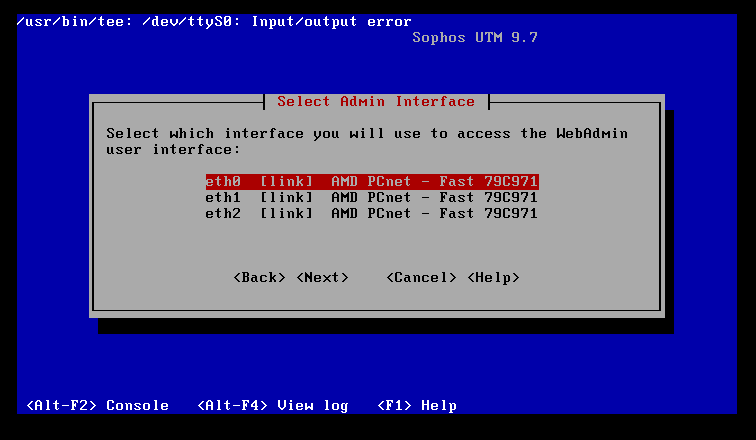 /usr/bin/tee: /dev/ttyS0: Input/output error
Sophos UTM 9.7
Select Admin Interface
Select which interface you will use to access the WebAdmin
user interface:
eth0 [link] AMD PCnet - Fast 79C971
eth1 [link] AMD PCnet - Fast 79C971
eth2 [link] AMD PCnet - Fast 79C971
<Back> <Next> <Cancel> <Help>
<Alt-F2> Console <Alt-F4> View log <F1> Help